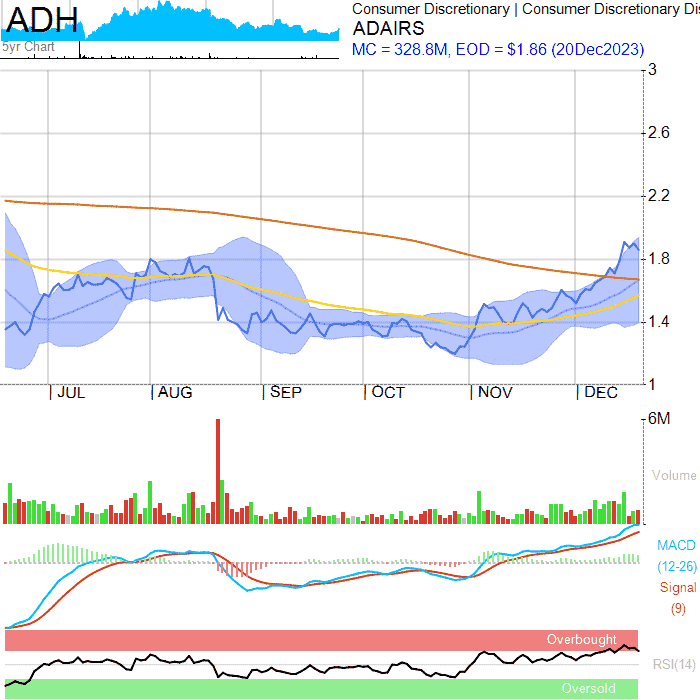 ADH
Consumer Discretionary | Consumer Discretionary Dis
ADAIRS
5yr Chart
MC = 328.8M, EOD = $1.86 (20Dec2023)
3
2.6
2.2
1.8
1.4
1
JUL AUG SEP OCT NOV DEC
6M
Volume
MACD
(12-26)
Signal
(9)
Overbought
RSI(14)
Oversold